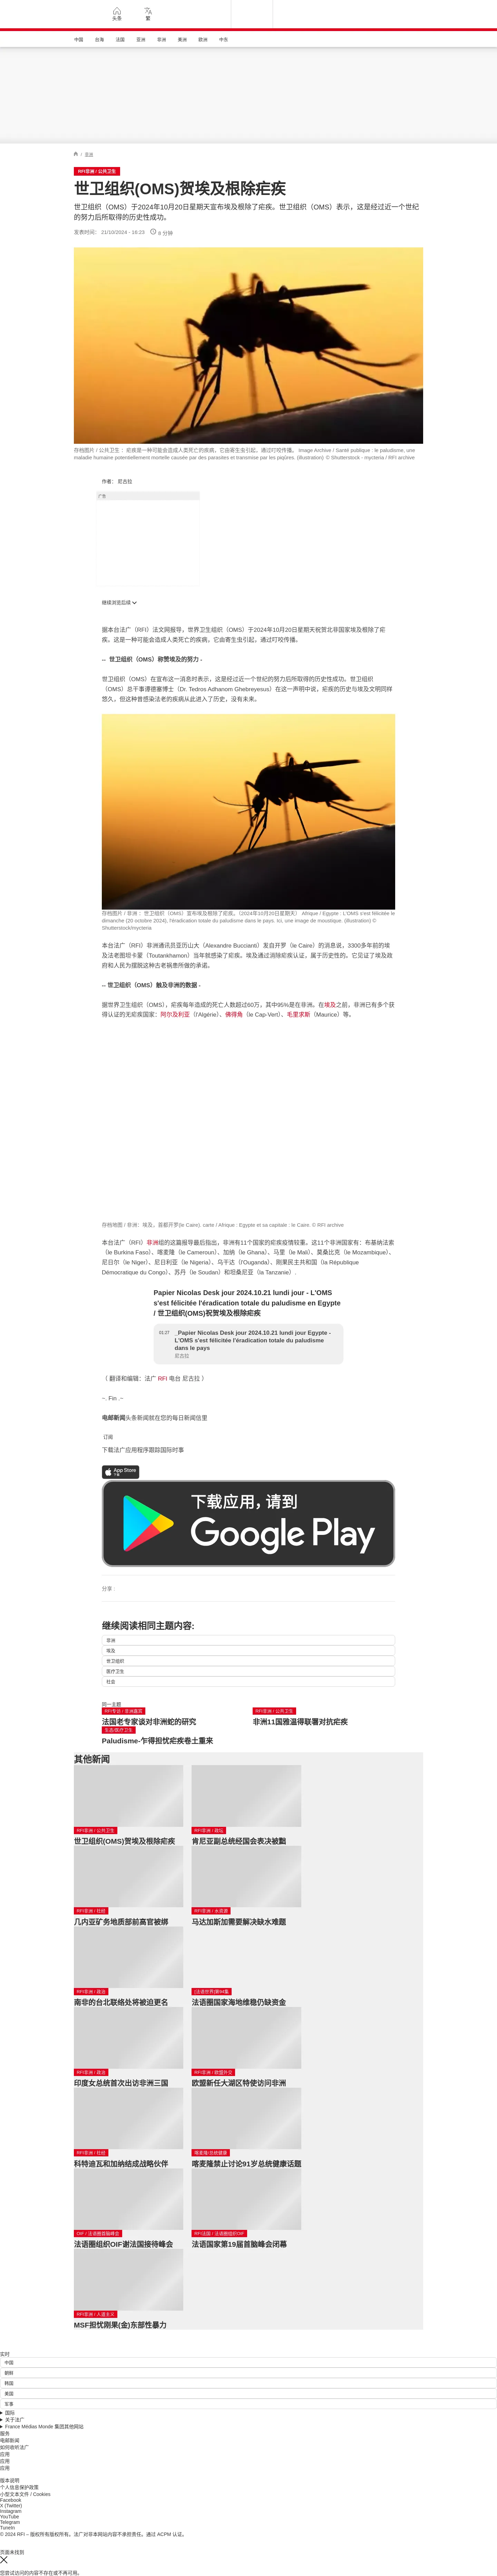 头条
繁
中国
台海
法国
亚洲
非洲
美洲
欧洲
中东
/ 非洲
RFI非洲 / 公共卫生
世卫组织(OMS)贺埃及根除疟疾
世卫组织（OMS）于2024年10月20日星期天宣布埃及根除了疟疾。世卫组织（OMS）表示，这是经过近一个世纪
的努力后所取得的历史性成功。
发表时间： 21/10/2024 - 16:23
6 分钟
存档图片 / 公共卫生 ：疟疾是一种可能会造成人类死亡的疾病，它由寄生虫引起，通过叮咬传播。 Image Archive / Santé publique : le paludisme, une
maladie humaine potentiellement mortelle causée par des parasites et transmise par les piqûres. (illustration) © Shutterstock - mycteria / RFI archive
作者： 尼古拉
广告
继续浏览后续
据本台法广（RFI）法文网报导，世界卫生组织（OMS）于2024年10月20日星期天祝贺北非国家埃及根除了疟
疾。这是一种可能会造成人类死亡的疾病，它由寄生虫引起，通过叮咬传播。
-- 世卫组织（OMS）称赞埃及的努力 -
世卫组织（OMS）在宣布这一消息时表示，这是经过近一个世纪的努力后所取得的历史性成功。世卫组织
（OMS）总干事谭德塞博士（Dr. Tedros Adhanom Ghebreyesus）在这一声明中说，疟疾的历史与埃及文明同样
悠久，但这种曾感染法老的疾病从此进入了历史，没有未来。
存档图片 / 非洲 ：世卫组织（OMS）宣布埃及根除了疟疾。（2024年10月20日星期天） Afrique / Egypte : L'OMS s'est félicitée le
dimanche (20 octobre 2024), l'éradication totale du paludisme dans le pays. Ici, une image de moustique. (illustration) ©
Shutterstock/mycteria
本台法广（RFI）非洲通讯员亚历山大（Alexandre Buccianti）发自开罗（le Caire）的消息说，3300多年前的埃
及法老图坦卡蒙（Toutankhamon）当年就感染了疟疾。埃及通过消除疟疾认证，属于历史性的。它见证了埃及政
府和人民为摆脱这种古老祸患所做的承诺。
-- 世卫组织（OMS）触及非洲的数据 -
据世界卫生组织（OMS），疟疾每年造成的死亡人数超过60万，其中95%是在非洲。在埃及之前，非洲已有多个获
得认证的无疟疾国家：阿尔及利亚（l'Algérie）、佛得角（le Cap-Vert）、毛里求斯（Maurice）等。
存档地图 / 非洲：埃及，首都开罗(le Caire). carte / Afrique : Egypte et sa capitale : le Caire. © RFI archive
本台法广（RFI）非洲组的这篇报导最后指出，非洲有11个国家的疟疾疫情较重。这11个非洲国家有：布基纳法索
（le Burkina Faso）、喀麦隆（le Cameroun）、加纳（le Ghana）、马里（le Mali）、莫桑比克（le Mozambique）、
尼日尔（le Niger）、尼日利亚（le Nigeria）、乌干达（l'Ouganda）、刚果民主共和国（la République
Démocratique du Congo）、苏丹（le Soudan）和坦桑尼亚（la Tanzanie）.
Papier Nicolas Desk jour 2024.10.21 lundi jour - L'OMS
s'est félicitée l'éradication totale du paludisme en Egypte
/ 世卫组织(OMS)祝贺埃及根除疟疾
01:27
_Papier Nicolas Desk jour 2024.10.21 lundi jour Egypte -
L'OMS s'est félicitée l'éradication totale du paludisme
dans le pays
尼古拉
（ 翻译和编辑：法广 RFI 电台 尼古拉 ）
~. Fin .~
电邮新闻头条新闻就在您的每日新闻信里
订阅
下载法广应用程序跟踪国际时事
App Store
下载
下载应用，请到
Google Play
分享 :
继续阅读相同主题内容:
非洲
埃及
世卫组织
医疗卫生
社会
同一主题
RFI专访 / 非洲赢国
法国老专家谈对非洲蛇的研究
RFI非洲 / 公共卫生
非洲11国雅温得联署对抗疟疾
生态/医疗卫生
Paludisme-乍得担忧疟疾卷土重来
其他新闻
RFI非洲 / 公共卫生
世卫组织(OMS)贺埃及根除疟疾
RFI非洲 / 政坛
肯尼亚副总统经国会表决被黜
RFI非洲 / 社经
几内亚矿务地质部前高官被绑
RFI非洲 / 水资源
马达加斯加需要解决缺水难题
RFI非洲 / 政治
南非的台北联络处将被迫更名
[法语世界]第94集
法语圈国家海地维稳仍缺资金
RFI非洲 / 政治
印度女总统首次出访非洲三国
RFI非洲 / 欧盟外交
欧盟新任大湖区特使访问非洲
RFI非洲 / 社经
科特迪瓦和加纳结成战略伙伴
喀麦隆/总统健康
喀麦隆禁止讨论91岁总统健康话题
OIF / 法语圈首脑峰会
法语圈组织OIF谢法国接待峰会
RFI法国 / 法语圈组织OIF
法语国家第19届首脑峰会闭幕
RFI非洲 / 人道主义
MSF担忧刚果(金)东部性暴力
实时
中国
朝鲜
韩国
美国
军事
国际
关于法广
France Médias Monde 集团其他网站
服务
电邮新闻
如何收听法广
应用
应用
应用
版本说明
个人信息保护政策
小型文本文件 / Cookies
Facebook
X (Twitter)
Instagram
YouTube
Telegram
TuneIn
© 2024 RFI – 版权所有版权所有。法广对非本网站内容不承担责任。通过 ACPM 认证。
页面未找到
您尝试访问的内容不存在或不再可用。